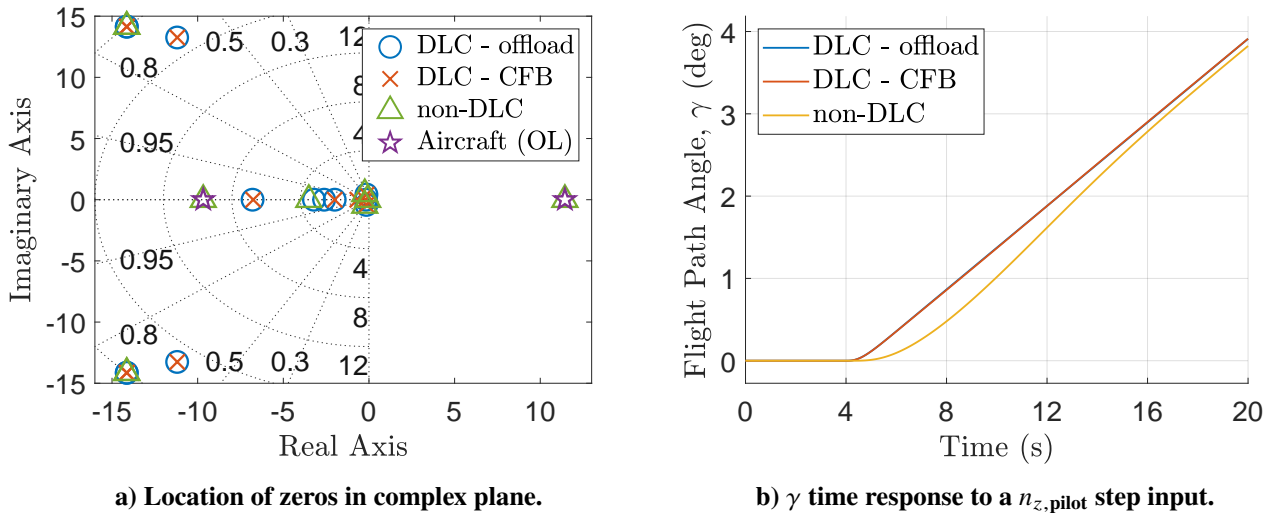 15
10
5
0
-5
-10
-15
Imaginary Axis
-15
-10
-5
0
5
10
Real Axis
0.5
0.3
12
0.8
8
0.95
4
0.95
4
8
0.8
0.5
0.3
12
DLC - offload
DLC - CFB
non-DLC
Aircraft (OL)
a) Location of zeros in complex plane.
4
3
2
1
0
Flight Path Angle, γ (deg)
0
4
8
12
16
20
Time (s)
DLC - offload
DLC - CFB
non-DLC
b) γ time response to a n_z,pilot step input.